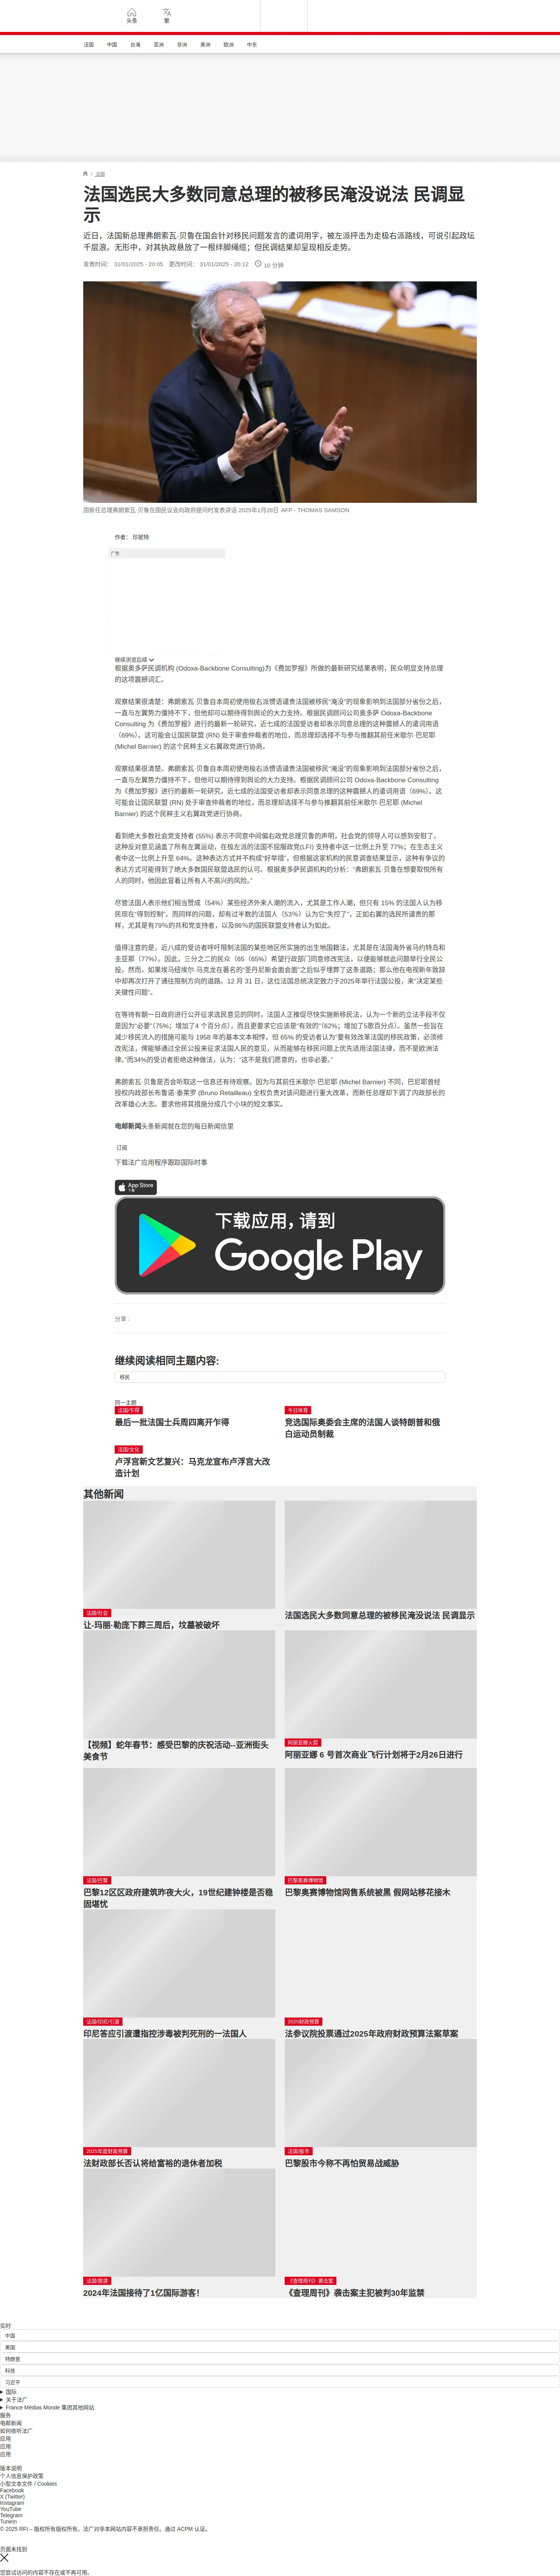 头条
繁
法国 中国 台海 亚洲 非洲 美洲 欧洲 中东
/ 法国
法国选民大多数同意总理的被移民淹没说法 民调显
示
近日，法国新总理弗朗索瓦·贝鲁在国会针对移民问题发言的遣词用字，被左派抨击为走极右派路线，可说引起政坛
千层浪。无形中，对其执政悬放了一根绊脚绳缆；但民调结果却呈现相反走势。
发表时间： 31/01/2025 - 20:05 更改时间： 31/01/2025 - 20:12 10 分钟
国新任总理弗朗索瓦·贝鲁在国民议会向政府提问时发表讲话 2025年1月28日 AFP - THOMAS SAMSON
作者： 珍妮特
广告
继续浏览后续
根据奥多萨民调机构 (Odoxa-Backbone Consulting)为《费加罗报》所做的最新研究结果表明，民众明显支持总理
的这项震撼词汇。
观察结果很清楚：弗朗索瓦·贝鲁自本周初使用极右派惯语谴责法国被移民“淹没”的现象影响到法国部分省份之后，
一直与左翼势力僵持不下，但他却可以期待得到舆论的大力支持。根据民调顾问公司奥多萨 Odoxa-Backbone
Consulting 为《费加罗报》进行的最新一轮研究，近七成的法国受访者却表示同意总理的这种震撼人的遣词用语
（69%）。这可能会让国民联盟 (RN) 处于审查仲裁者的地位，而总理却选择不与参与推翻其前任米歇尔·巴尼耶
(Michel Barnier) 的这个民粹主义右翼政党进行协商。
观察结果很清楚。弗朗索瓦·贝鲁自本周初使用极右派惯语谴责法国被移民“淹没”的现象影响到法国部分省份之后，
一直与左翼势力僵持不下，但他可以期待得到舆论的大力支持。根据民调顾问公司 Odoxa-Backbone Consulting
为《费加罗报》进行的最新一轮研究，近七成的法国受访者却表示同意总理的这种震撼人的遣词用语（69%）。这
可能会让国民联盟 (RN) 处于审查仲裁者的地位，而总理却选择不与参与推翻其前任米歇尔·巴尼耶 (Michel
Barnier) 的这个民粹主义右翼政党进行协商。
看到绝大多数社会党支持者 (55%) 表示不同意中间偏右政党总理贝鲁的声明，社会党的领导人可以感到安慰了。
这种反对意见涵盖了所有左翼运动，在极左派的法国不屈服政党(LFI) 支持者中这一比例上升至 77%；在生态主义
者中这一比例上升至 64%。这种表达方式并不构成“好举措”，但根据这家机构的民意调查结果显示，这种有争议的
表达方式可能得到了绝大多数国民联盟选民的认可。根据奥多萨民调机构的分析：“弗朗索瓦·贝鲁在想要取悦所有
人的同时，他因此冒着让所有人不高兴的风险。”
尽管法国人表示他们相当赞成（54%）某些经济外来人潮的流入，尤其是工作人潮，但只有 15% 的法国人认为移
民现在“得到控制”。而同样的问题，却有过半数的法国人（53%）认为它“失控了”，正如右翼的选民所谴责的那
样，尤其是有79%的共和党支持者，以及86%的国民联盟支持者认为如此。
值得注意的是，近八成的受访者呼吁限制法国的某些地区所实施的出生地国籍法，尤其是在法国海外省马约特岛和
圭亚那（77%）。因此，三分之二的民众（65（65%）希望行政部门同意修改宪法，以便能够就此问题举行全民公
投。然而，如果埃马纽埃尔·马克龙在著名的“圣丹尼斯会面会面”之后似乎埋葬了这条道路；那么他在电视新年致辞
中却再次打开了通往限制方向的道路。12 月 31 日，这位法国总统决定致力于2025年举行法国公投，来“决定某些
关键性问题”。
在等待有朝一日政府进行公开征求选民意见的同时，法国人正推促尽快实施新移民法，认为一个新的立法手段不仅
是因为“必要”（75%；增加了4 个百分点），而且更要求它应该是“有效的”（62%；增加了5歌百分点）。虽然一些旨在
减少移民流入的措施可能与 1958 年的基本文本相悖，但 65% 的受访者认为“要有效改革法国的移民政策，必须修
改宪法，俾能够通过全民公投来征求法国人民的意见，从而能够在移民问题上优先适用法国法律，而不是欧洲法
律。”而34%的受访者拒绝这种做法，认为：“这不是我们愿意的，也非必要。”
弗朗索瓦·贝鲁是否会听取这一信息还有待观察。因为与其前任米歇尔·巴尼耶 (Michel Barnier) 不同，巴尼耶曾经
授权内政部长布鲁诺·泰莱罗 (Bruno Retailleau) 全权负责对该问题进行重大改革，而新任总理却下调了内政部长的
改革雄心大志。要求他将其措施分成几个小块的短文事实。
电邮新闻头条新闻就在您的每日新闻信里
订阅
下载法广应用程序跟踪国际时事
App Store
下载
下载应用，请到
Google Play
分享 :
继续阅读相同主题内容:
移民
同一主题
法国/乍得
最后一批法国士兵周四离开乍得
今日体育
竞选国际奥委会主席的法国人谈特朗普和俄
白运动员制裁
法国/文化
卢浮宫新文艺复兴：马克龙宣布卢浮宫大改
造计划
其他新闻
法国/社会
让-玛丽·勒庞下葬三周后，坟墓被破坏
法国选民大多数同意总理的被移民淹没说法 民调显示
【视频】蛇年春节：感受巴黎的庆祝活动--亚洲街头
美食节
阿丽亚娜火箭
阿丽亚娜 6 号首次商业飞行计划将于2月26日进行
法国/巴黎
巴黎12区区政府建筑昨夜大火，19世纪建钟楼是否稳
固堪忧
巴黎奥赛博物馆
巴黎奥赛博物馆网售系统被黑 假网站移花接木
法国/印尼/引渡
印尼答应引渡遭指控涉毒被判死刑的一法国人
2025财政预算
法参议院投票通过2025年政府财政预算法案草案
2025年度财政预算
法财政部长否认将给富裕的退休者加税
法国/股市
巴黎股市今称不再怕贸易战威胁
法国/旅游
2024年法国接待了1亿国际游客!
《查理周刊》袭击案
《查理周刊》袭击案主犯被判30年监禁
实时
中国
美国
特朗普
科技
习近平
国际
关于法广
France Médias Monde 集团其他网站
服务
电邮新闻
如何收听法广
应用
应用
应用
版本说明
个人信息保护政策
小型文本文件 / Cookies
Facebook
X (Twitter)
Instagram
YouTube
Telegram
TuneIn
© 2025 RFI – 版权所有版权所有。法广对非本网站内容不承担责任。通过 ACPM 认证。
页面未找到
您尝试访问的内容不存在或不再可用。